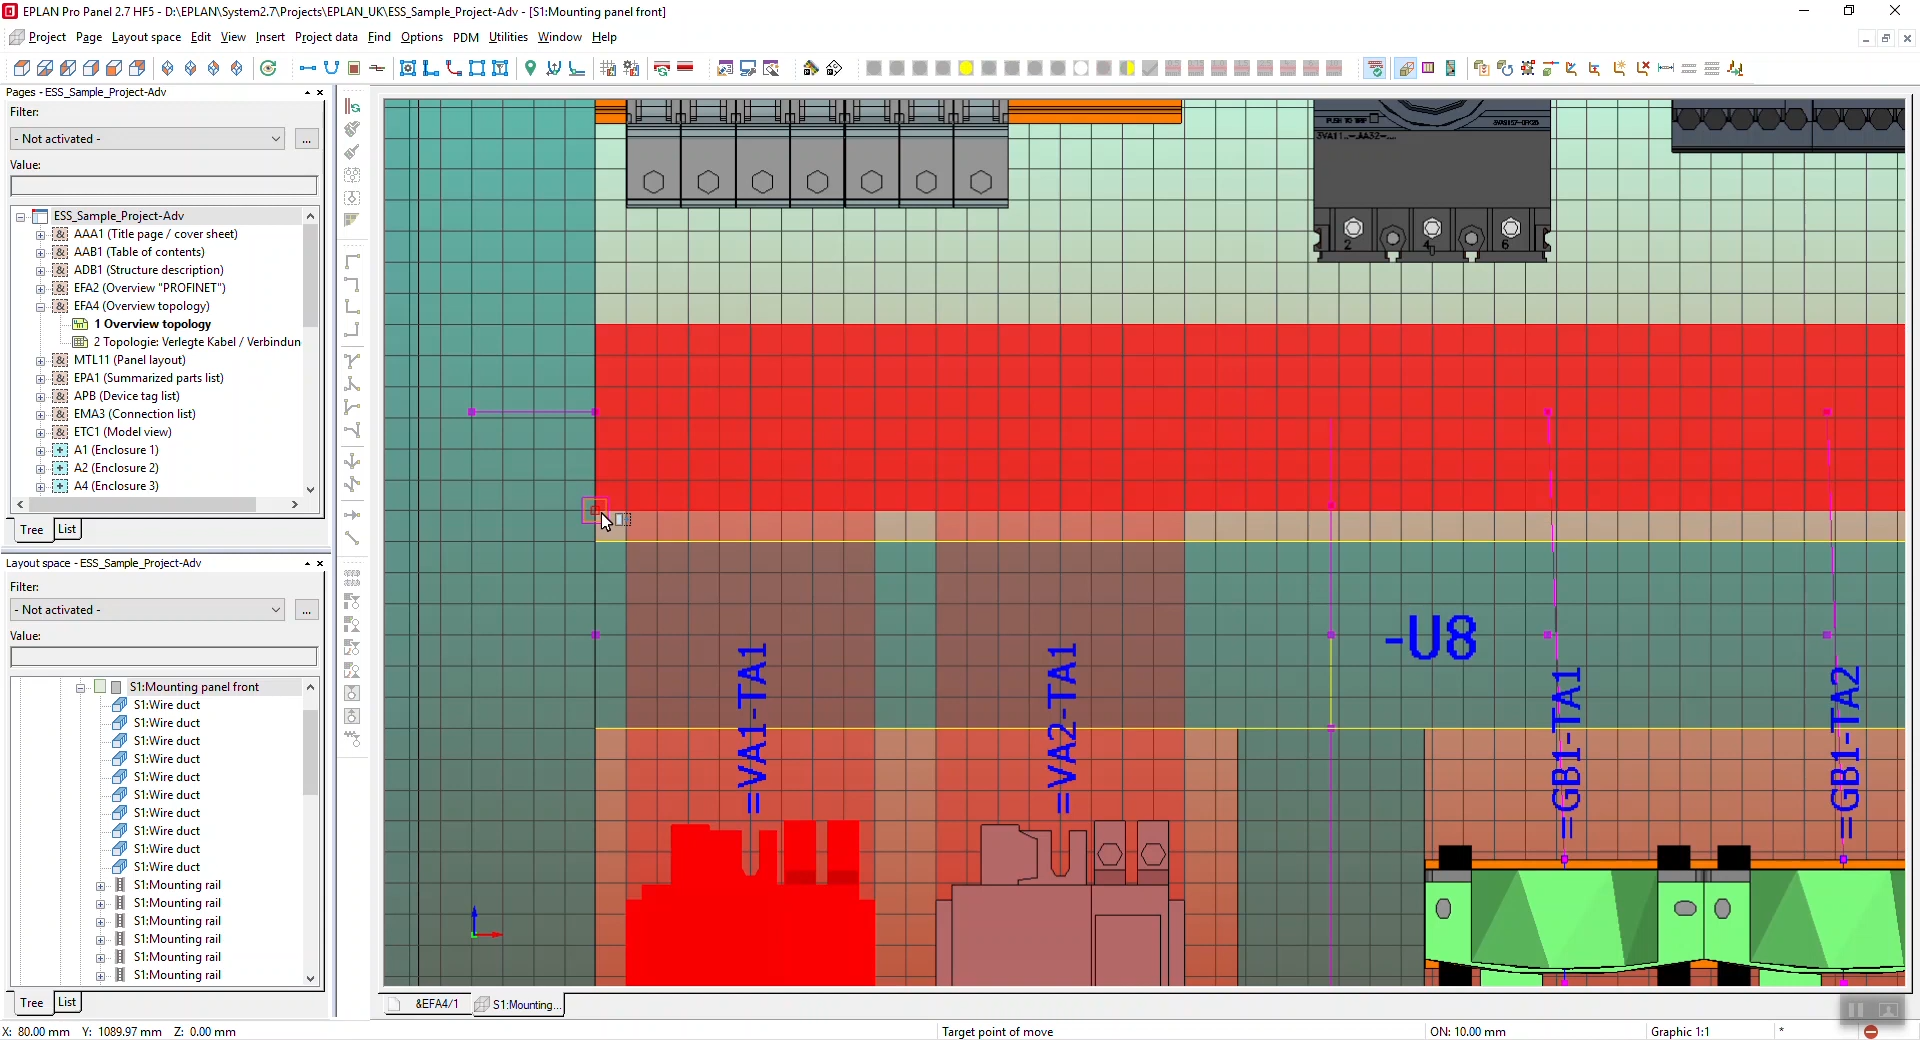 EPLAN Pro Panel 2.7 HF5 - D:\EPLAN\System2.7\Projects\EPLAN_UK\ESS_Sample_Project-Adv - [S1:Mounting panel front]
Project Page Layout space Edit View Insert Project data Find Options PDM Utilities Window Help
Pages - ESS_Sample_Project-Adv
Filter:
- Not activated -
...
Value:
ESS_Sample_Project-Adv
AAA1 (Title page / cover sheet)
AAB1 (Table of contents)
ADB1 (Structure description)
EFA2 (Overview "PROFINET")
EFA4 (Overview topology)
1 Overview topology
2 Topologie: Verlegte Kabel / Verbindun
MTL11 (Panel layout)
EPA1 (Summarized parts list)
APB (Device tag list)
EMA3 (Connection list)
ETC1 (Model view)
A1 (Enclosure 1)
A2 (Enclosure 2)
A4 (Enclosure 3)
Tree List
Layout space - ESS_Sample_Project-Adv
Filter:
- Not activated -
...
Value:
S1:Mounting panel front
S1:Wire duct
S1:Wire duct
S1:Wire duct
S1:Wire duct
S1:Wire duct
S1:Wire duct
S1:Wire duct
S1:Wire duct
S1:Wire duct
S1:Wire duct
S1:Mounting rail
S1:Mounting rail
S1:Mounting rail
S1:Mounting rail
S1:Mounting rail
S1:Mounting rail
Tree List
PUSH TO TRIP
3VA11..-..AA32-....
2 4 6
-U8
=VA1-TA1
=VA2-TA1
=GB1-TA1
=GB1-TA2
&EFA4/1 S1:Mounting...
X: 80.00 mm Y: 1089.97 mm Z: 0.00 mm Target point of move ON: 10.00 mm Graphic 1:1 *